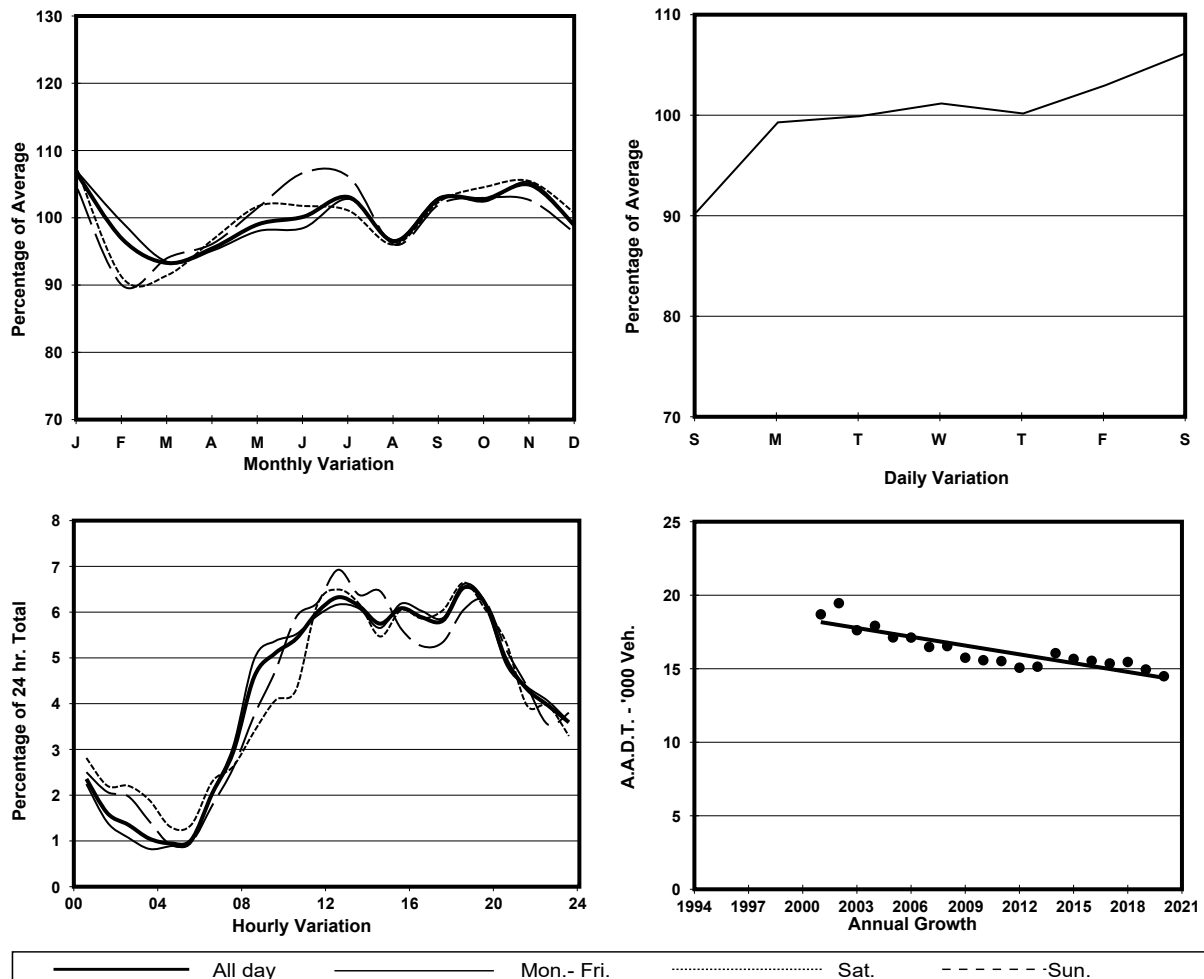 130
120
110
100
90
80
70
Percentage of Average
J F M A M J J A S O N D
Monthly Variation
110
100
90
80
70
Percentage of Average
S M T W T F S
Daily Variation
8
7
6
5
4
3
2
1
0
Percentage of 24 hr. Total
00 04 08 12 16 20 24
Hourly Variation
25
20
15
10
5
0
A.A.D.T. - '000 Veh.
1994 1997 2000 2003 2006 2009 2012 2015 2018 2021
Annual Growth
All day Mon.- Fri. Sat. Sun.